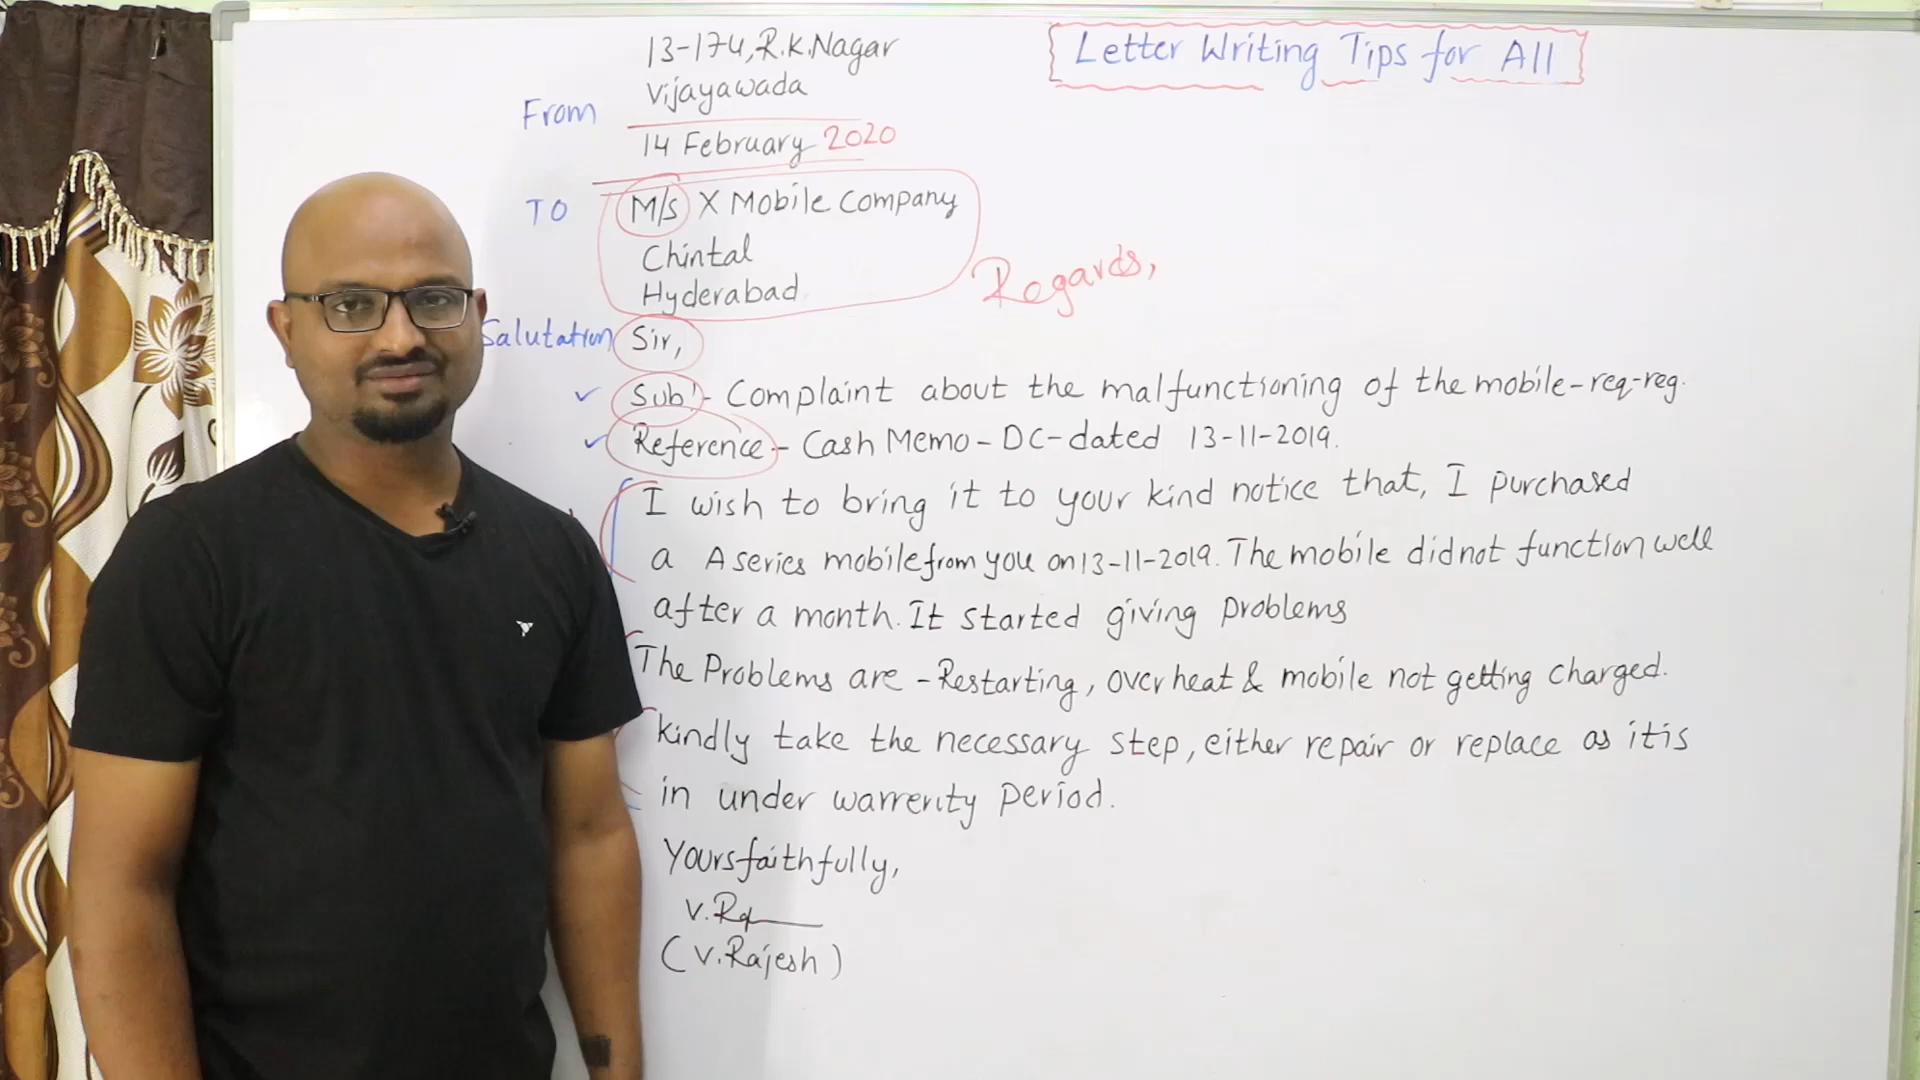 Letter Writing Tips for All
13-174, R.K.Nagar
Vijayawada
From
14 February 2020
TO
M/s X Mobile Company
Chintal
Hyderabad
Regards,
Salutation Sir,
Sub:- Complaint about the malfunctioning of the mobile-req-reg.
Reference:- Cash Memo - DC-dated 13-11-2019.
I wish to bring it to your kind notice that, I purchased
a A series mobile from you on 13-11-2019. The mobile did not function well
after a month. It started giving problems
The Problems are - Restarting, over heat & mobile not getting charged.
kindly take the necessary step, either repair or replace as it is
in under warrenty period.
Yours faithfully,
V.Raj
(V.Rajesh)